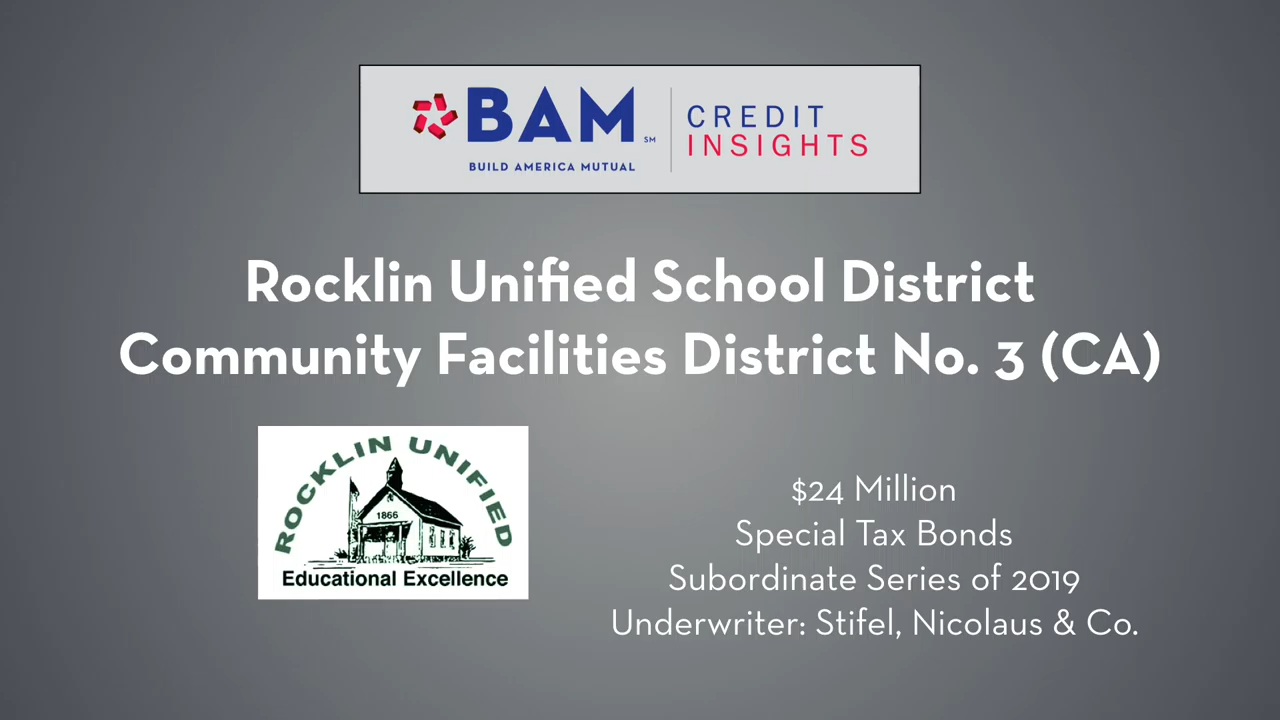 BAM SM
BUILD AMERICA MUTUAL
CREDIT
INSIGHTS
Rocklin Unified School District
Community Facilities District No. 3 (CA)
ROCKLIN UNIFIED
1866
Educational Excellence
$24 Million
Special Tax Bonds
Subordinate Series of 2019
Underwriter: Stifel, Nicolaus & Co.